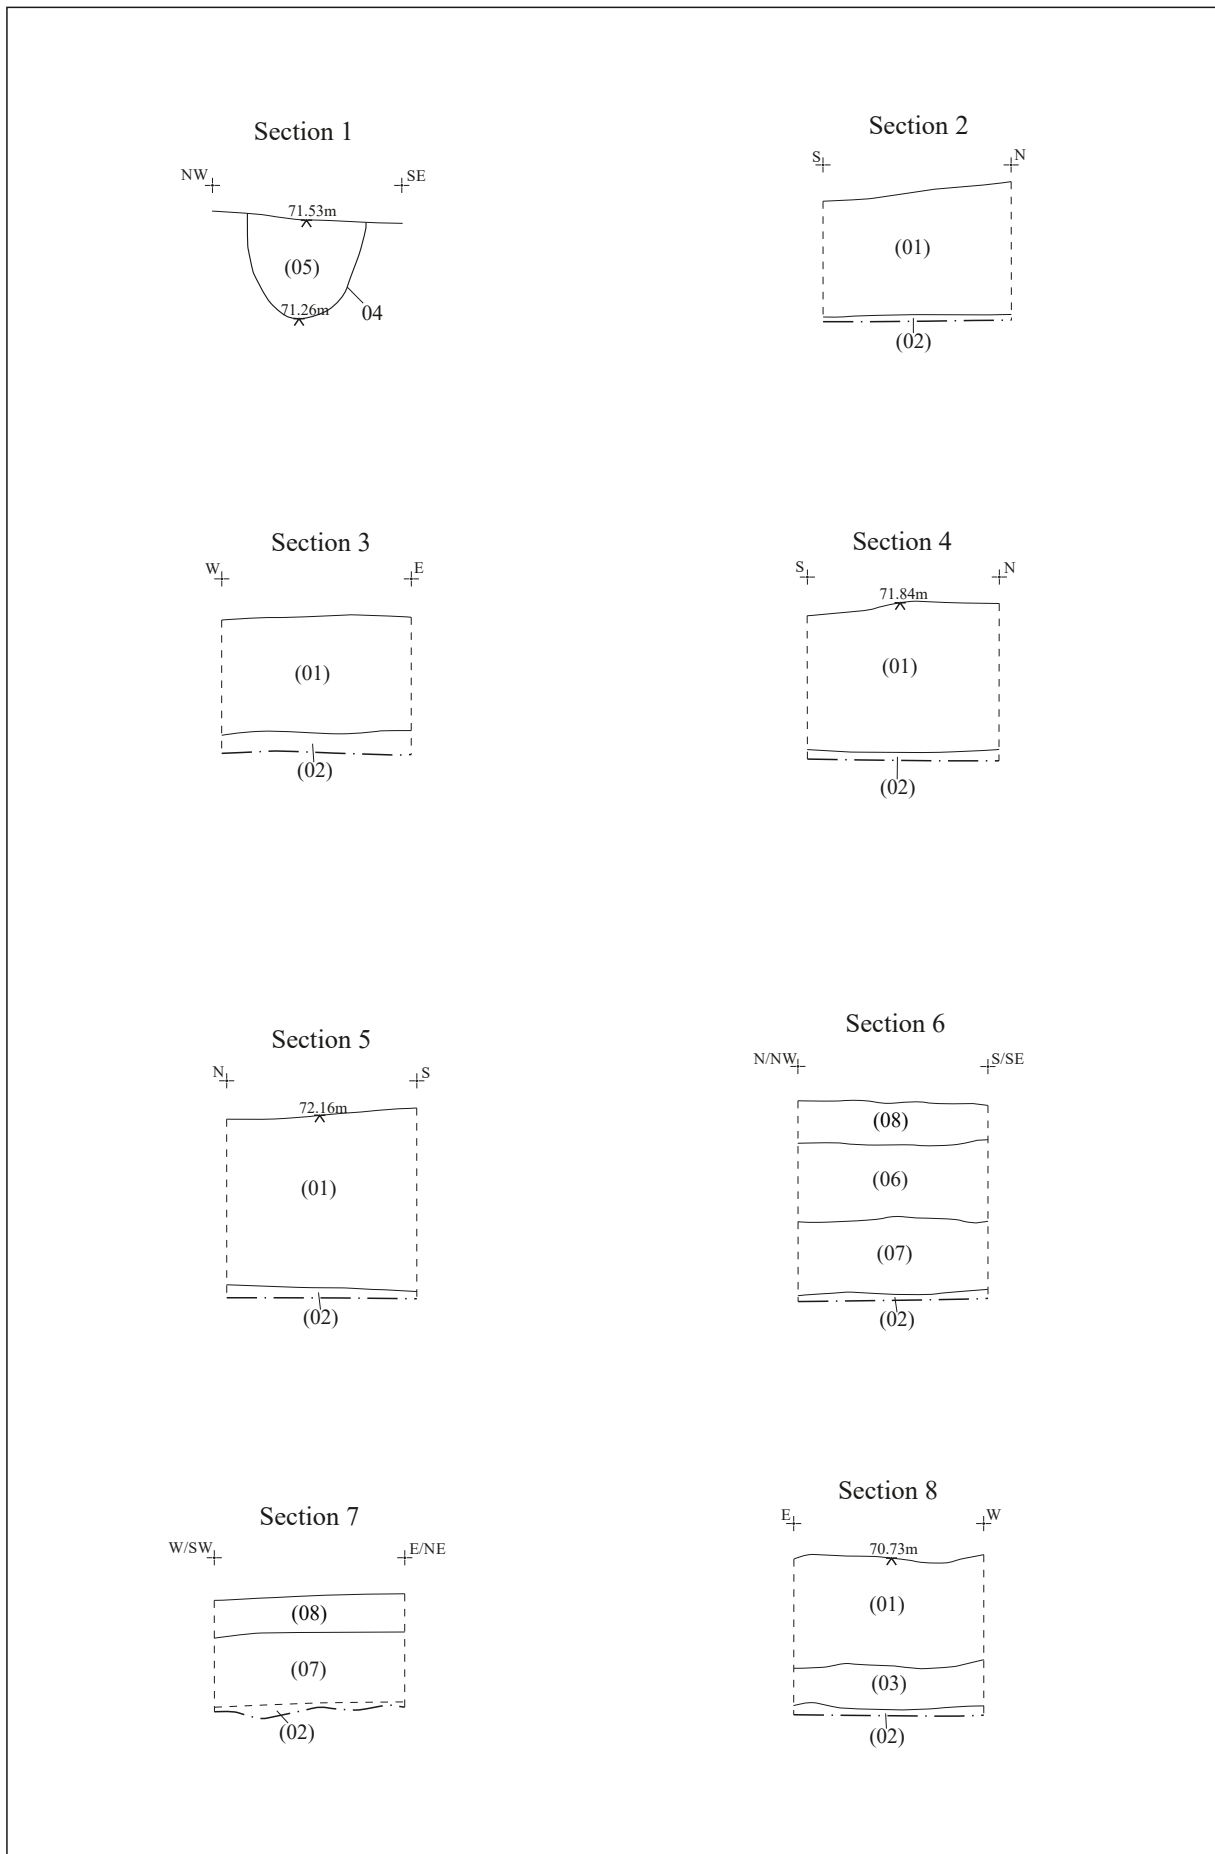 Section 1
NW SE
71.53m
(05)
71.26m
04
Section 2
S N
(01)
(02)
Section 3
W E
(01)
(02)
Section 4
S N
71.84m
(01)
(02)
Section 5
N S
72.16m
(01)
(02)
Section 6
N/NW S/SE
(08)
(06)
(07)
(02)
Section 7
W/SW E/NE
(08)
(07)
(02)
Section 8
E W
70.73m
(01)
(03)
(02)